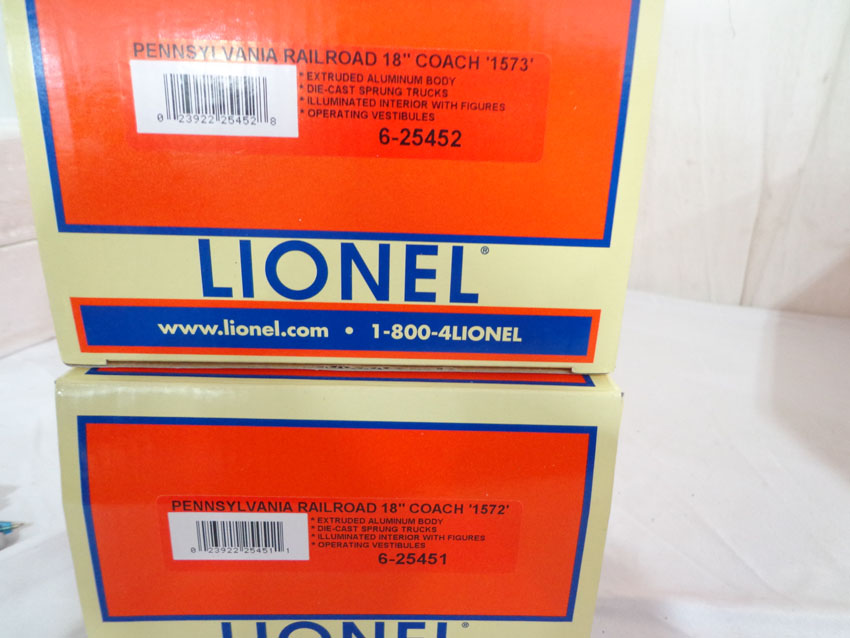 PENNSYLVANIA RAILROAD 18" COACH '1573'
* EXTRUDED ALUMINUM BODY
* DIE-CAST SPRUNG TRUCKS
* ILLUMINATED INTERIOR WITH FIGURES
* OPERATING VESTIBULES
0 23922 25452 8
6-25452
LIONEL®
www.lionel.com • 1-800-4LIONEL
PENNSYLVANIA RAILROAD 18" COACH '1572'
* EXTRUDED ALUMINUM BODY
* DIE-CAST SPRUNG TRUCKS
* ILLUMINATED INTERIOR WITH FIGURES
* OPERATING VESTIBULES
0 23922 25451 1
6-25451
LIONEL®